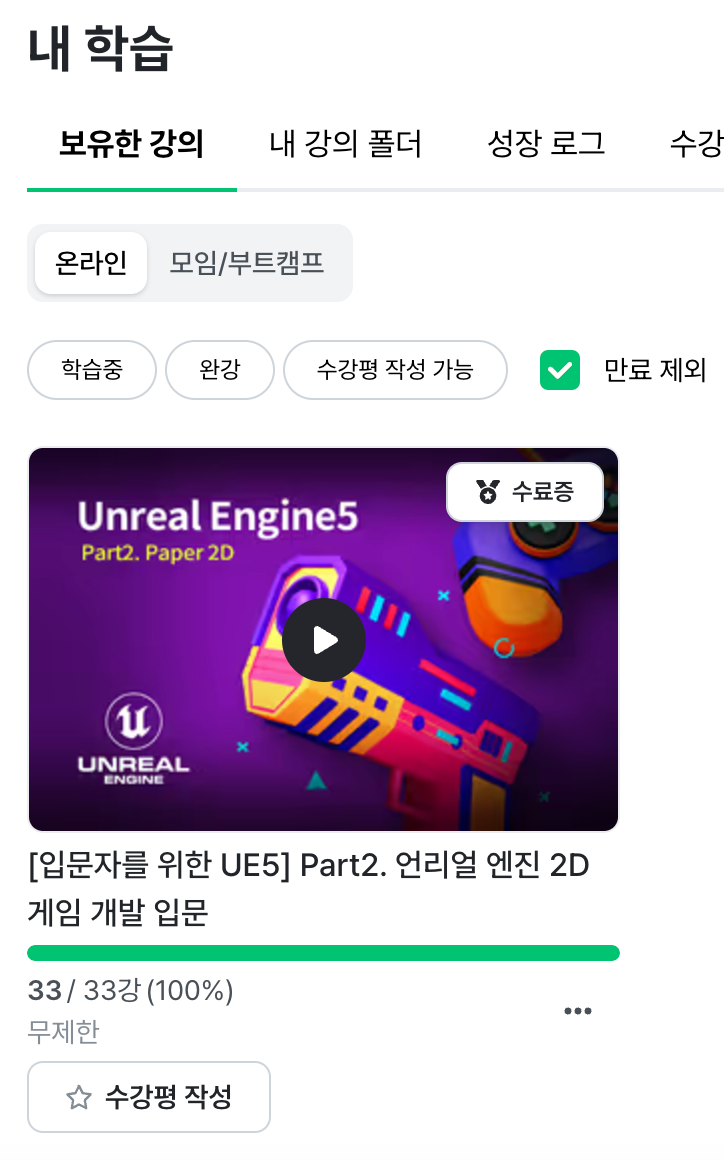 내 학습
보유한 강의 내 강의 폴더 성장 로그 수강
온라인 모임/부트캠프
학습중 완강 수강평 작성 가능 만료 제외
수료증
Unreal Engine5
Part2. Paper 2D
UNREAL
ENGINE
[입문자를 위한 UE5] Part2. 언리얼 엔진 2D
게임 개발 입문
33 / 33강 (100%)
무제한
수강평 작성